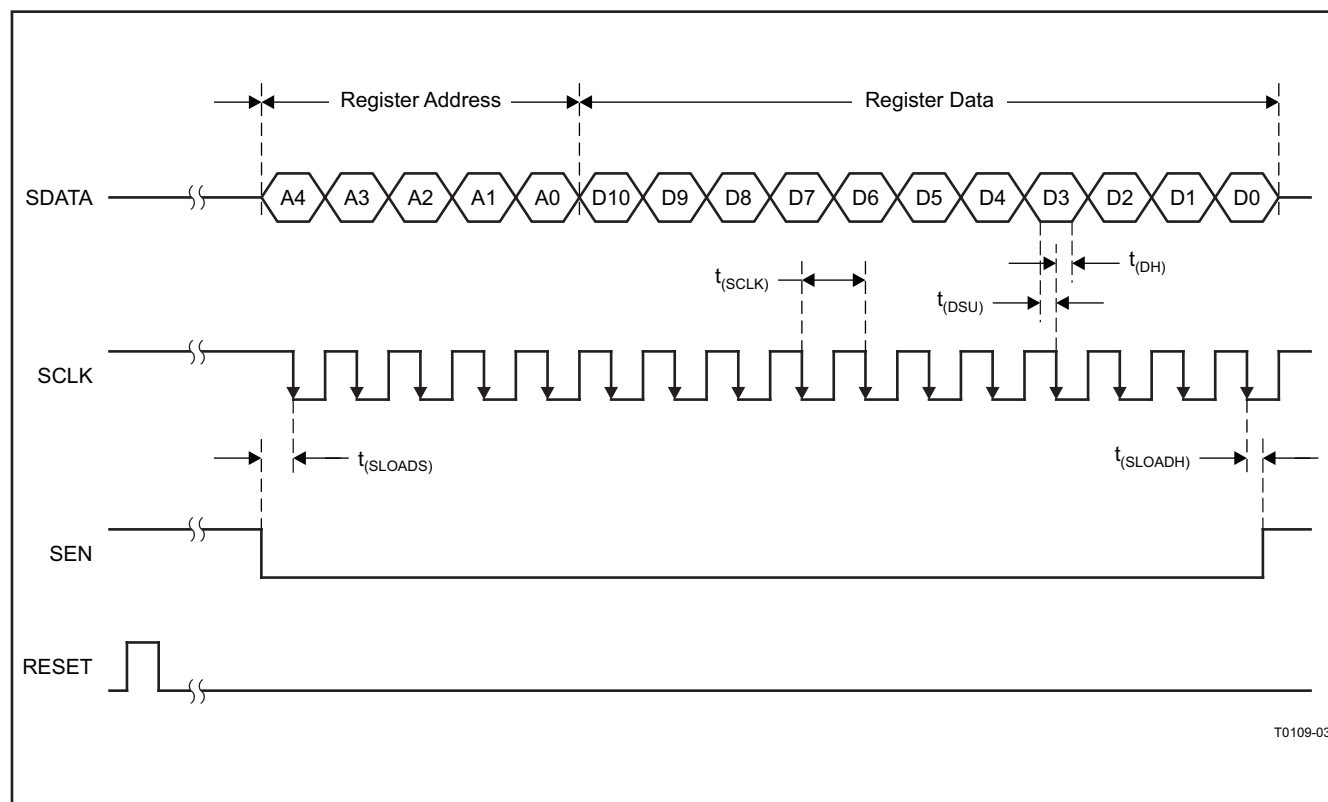 Register Address
Register Data
SDATA
A4 A3 A2 A1 A0 D10 D9 D8 D7 D6 D5 D4 D3 D2 D1 D0
t(SCLK)
t(DH)
t(DSU)
SCLK
t(SLOADS)
t(SLOADH)
SEN
RESET
T0109-03